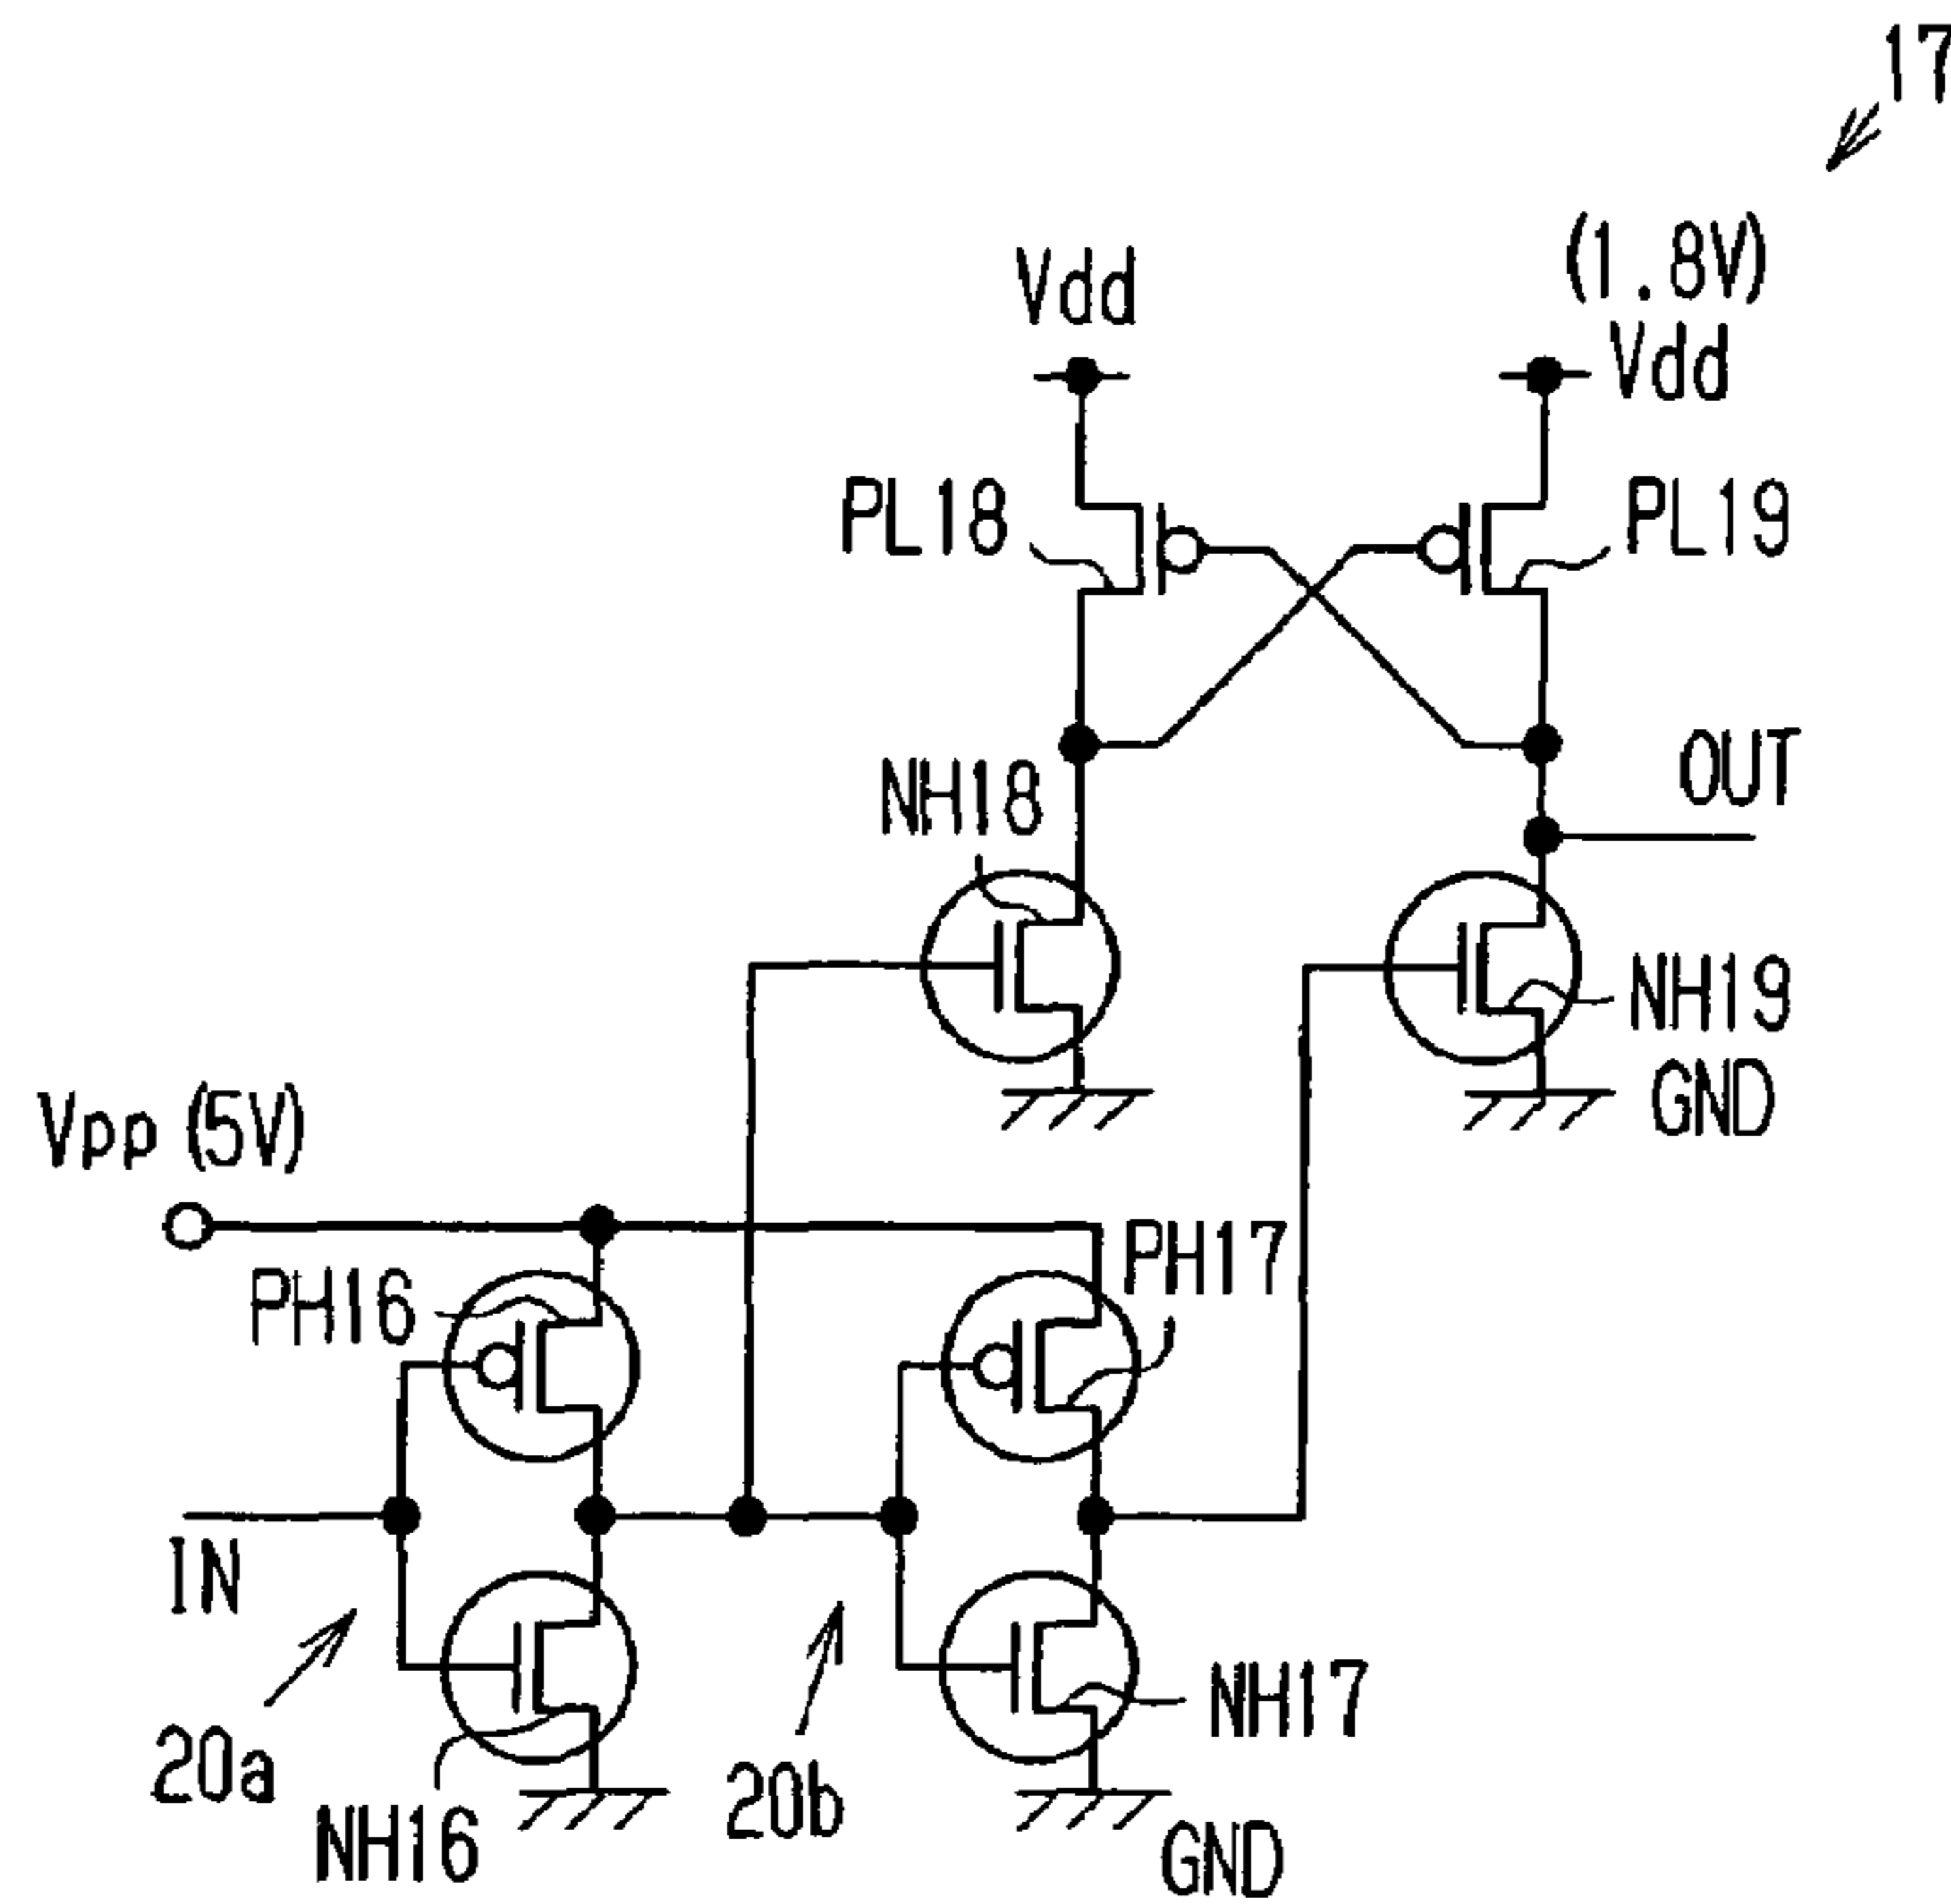 17
(1.8V)
Vdd
Vdd
PL18
PL19
NH18
OUT
NH19
GND
Vpp (5V)
PH16
PH17
IN
20a
NH16
20b
NH17
GND